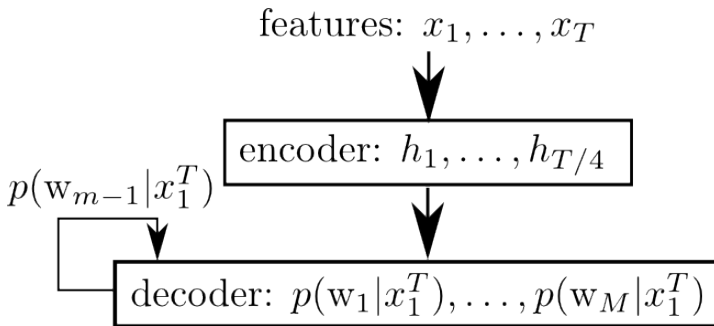 features: x_1, . . . , x_T
encoder: h_1, . . . , h_{T/4}
p(w_{m-1}|x_1^T)
decoder: p(w_1|x_1^T), . . . , p(w_M|x_1^T)